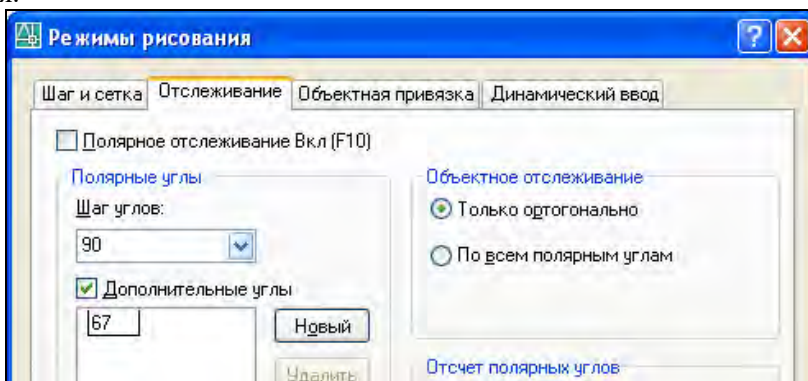 Режимы рисования
Шаг и сетка Отслеживание Объектная привязка Динамический ввод
Полярное отслеживание Вкл (F10)
Полярные углы
Шаг углов:
90
Дополнительные углы
67
Новый
Удалить
Объектное отслеживание
Только ортогонально
По всем полярным углам
Отсчет полярных углов